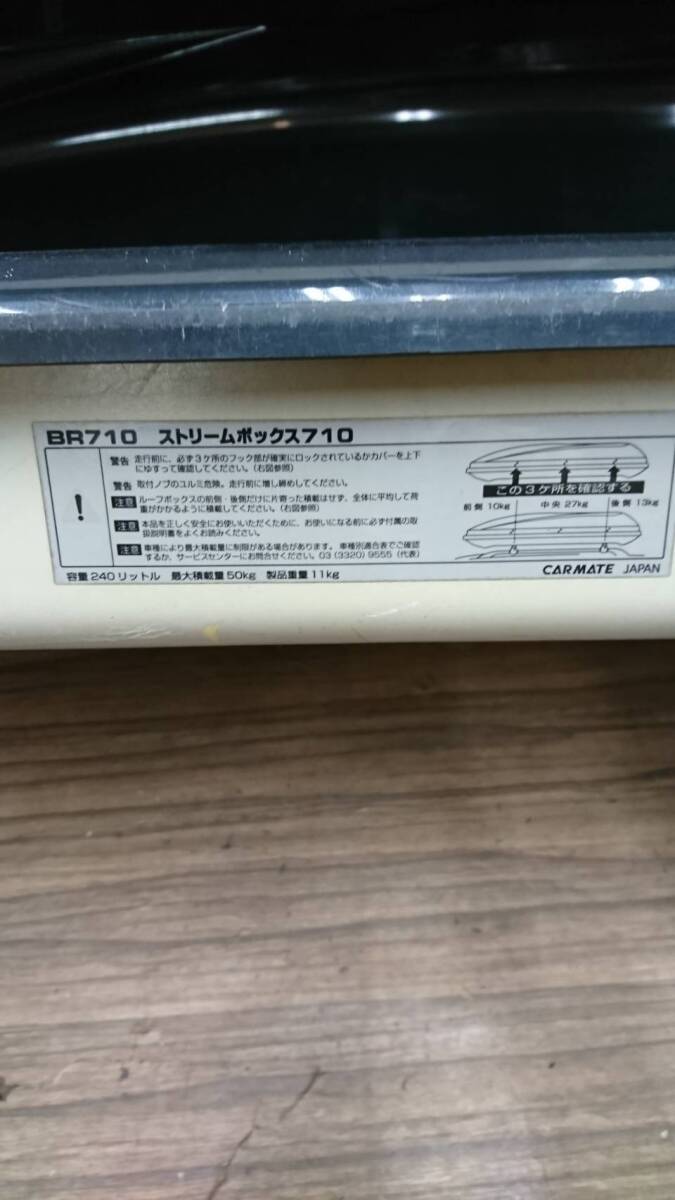 BR710 ストリームボックス710
!
警告 走行前に、必ず3ケ所のフック部が確実にロックされているかカバーを上下
にゆすって確認してください。(右図参照)
警告 取付ノブのユルミ危険。走行前に増し締めしてください。
注意 ルーフボックスの前側・後側だけに片寄った積載はせず、全体に平均して荷
重がかかるように積載してください。(右図参照)
注意 本品を正しく安全にお使いいただくために、お使いになる前に必ず付属の取
扱説明書をよくお読みください。
注意 車種により最大積載量に制限がある場合があります。車種別適合表でご確認
するか、サービスセンターにお問合せください。03(3320)9555(代表)
容量240リットル 最大積載量50kg 製品重量11kg
この3ケ所を確認する
前側 10kg 中央 27kg 後側 13kg
CARMATE JAPAN